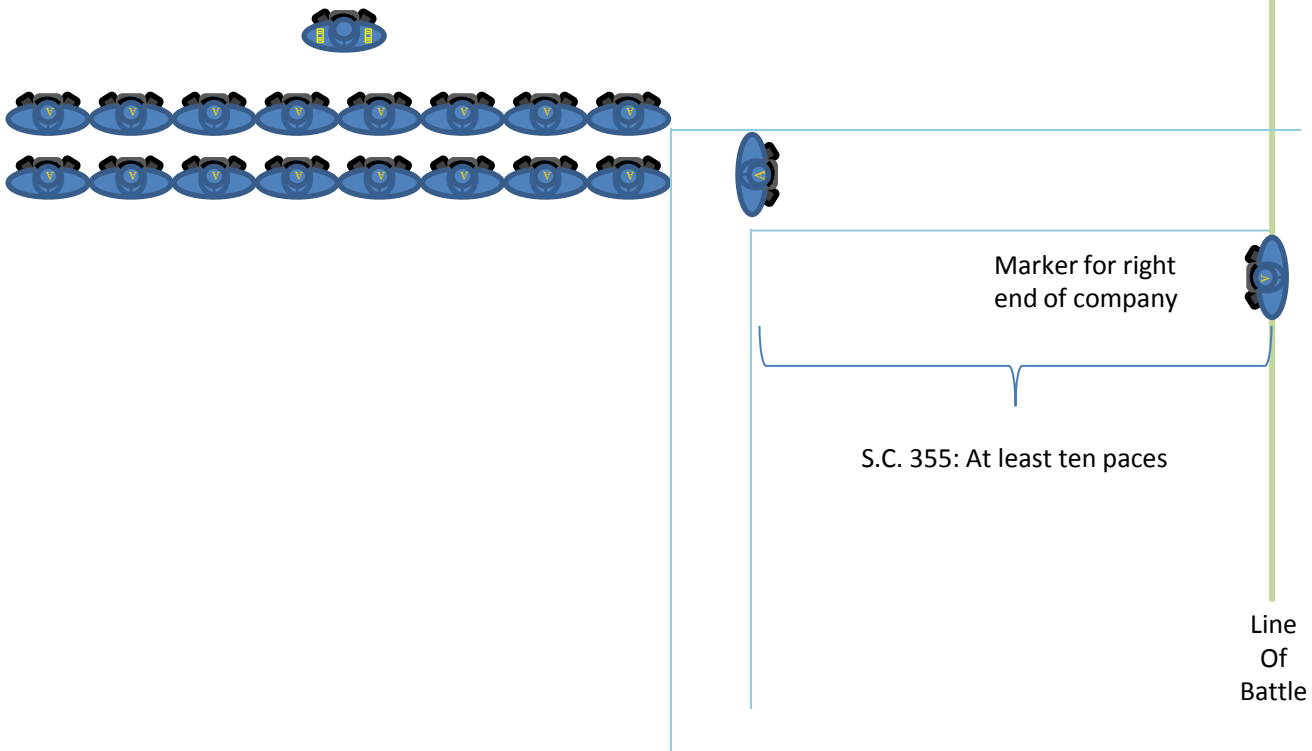 A A A A A A A A
A A A A A A A A
A
Marker for right
end of company
A
S.C. 355: At least ten paces
Line
Of
Battle